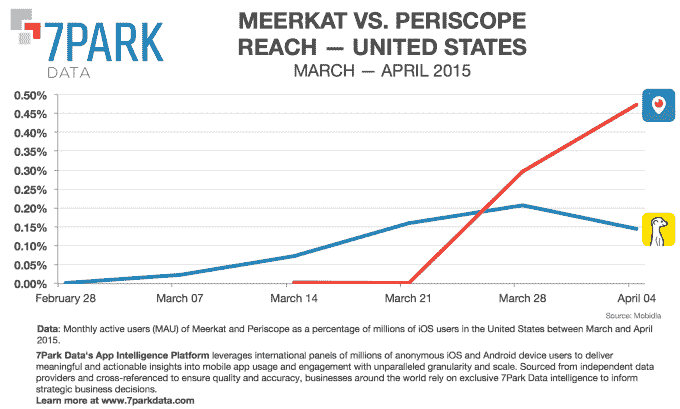 7PARK
DATA
MEERKAT VS. PERISCOPE
REACH — UNITED STATES
MARCH — APRIL 2015
0.50%
0.45%
0.40%
0.35%
0.30%
0.25%
0.20%
0.15%
0.10%
0.05%
0.00%
February 28 March 07 March 14 March 21 March 28 April 04
Source: Mobidia
Data: Monthly active users (MAU) of Meerkat and Periscope as a percentage of millions of iOS users in the United States between March and April
2015.
7Park Data's App Intelligence Platform leverages international panels of millions of anonymous iOS and Android device users to deliver
meaningful and actionable insights into mobile app usage and engagement with unparalleled granularity and scale. Sourced from independent data
providers and cross-referenced to ensure quality and accuracy, businesses around the world rely on exclusive 7Park Data intelligence to inform
strategic business decisions.
Learn more at www.7parkdata.com